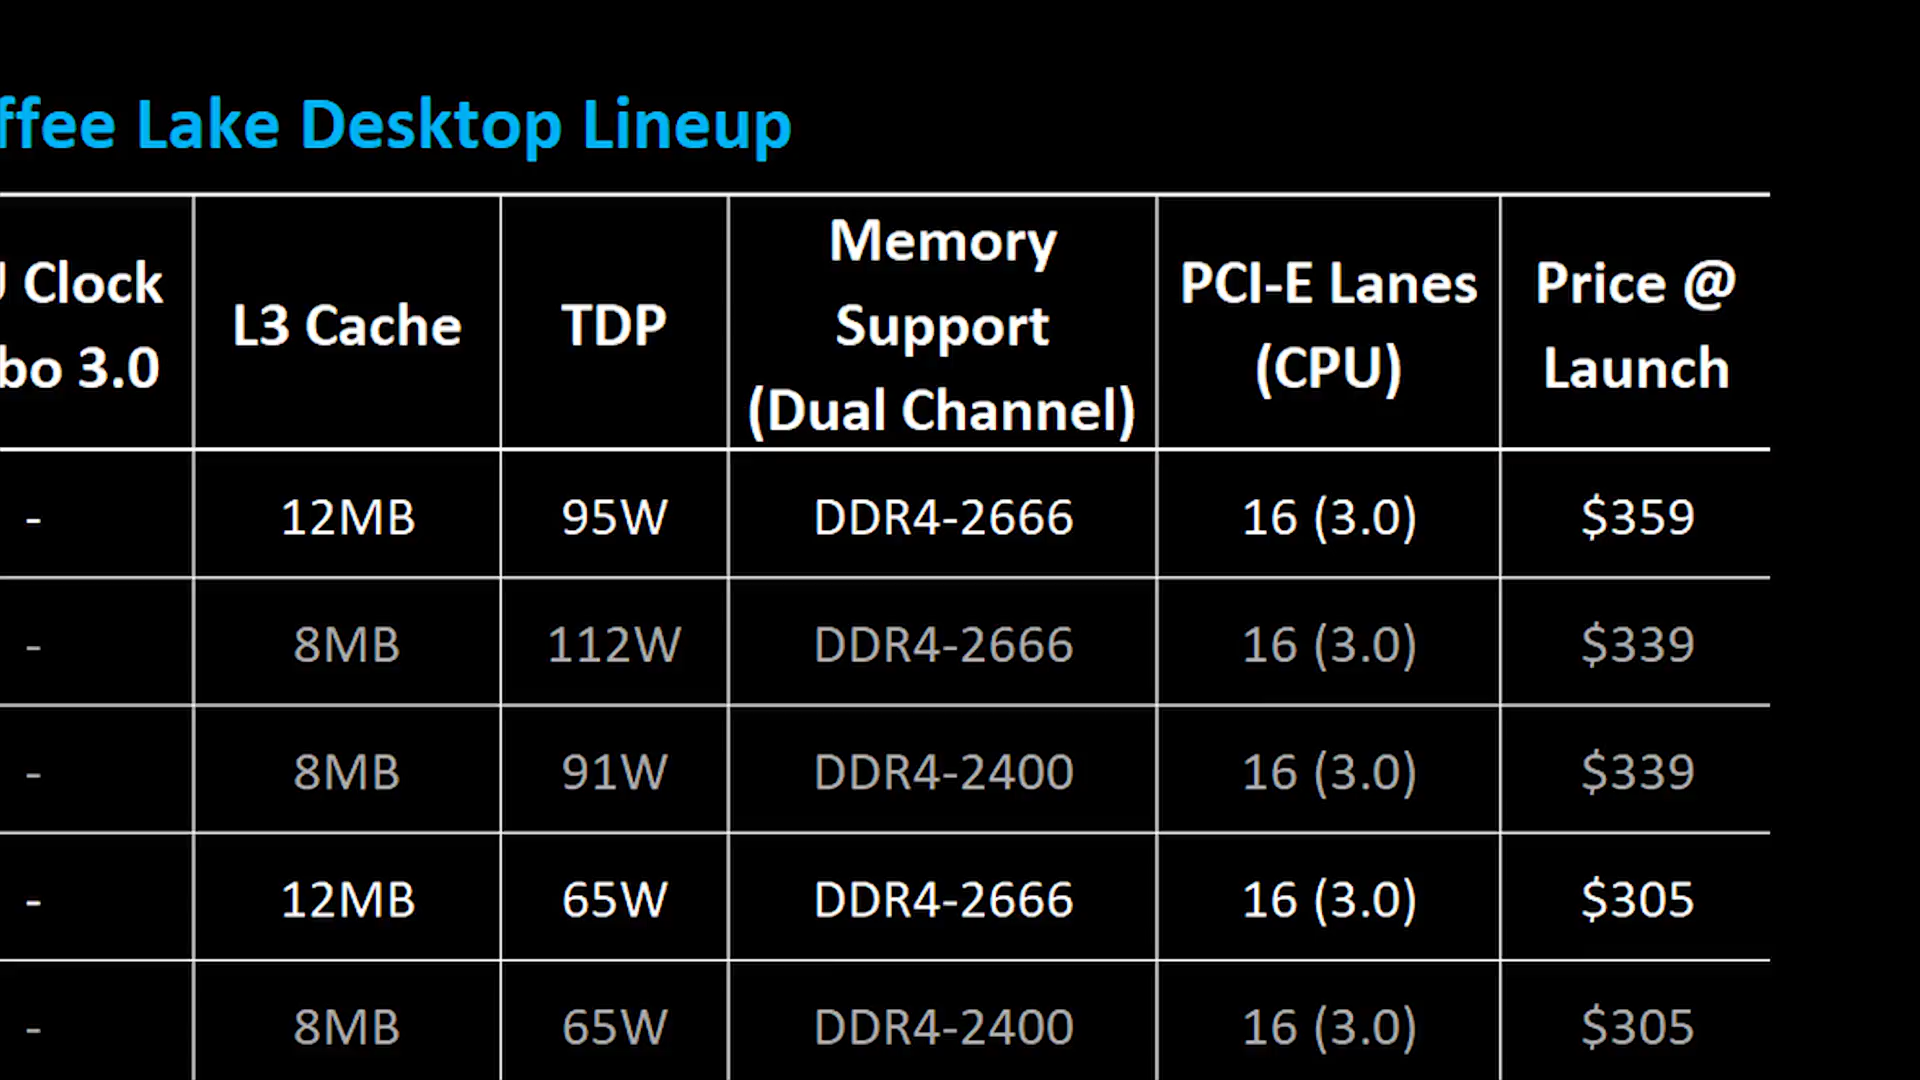 ffee Lake Desktop Lineup
Clock
bo 3.0
L3 Cache
TDP
Memory
Support
(Dual Channel)
PCI-E Lanes
(CPU)
Price @
Launch
- 12MB 95W DDR4-2666 16 (3.0) $359
- 8MB 112W DDR4-2666 16 (3.0) $339
- 8MB 91W DDR4-2400 16 (3.0) $339
- 12MB 65W DDR4-2666 16 (3.0) $305
- 8MB 65W DDR4-2400 16 (3.0) $305